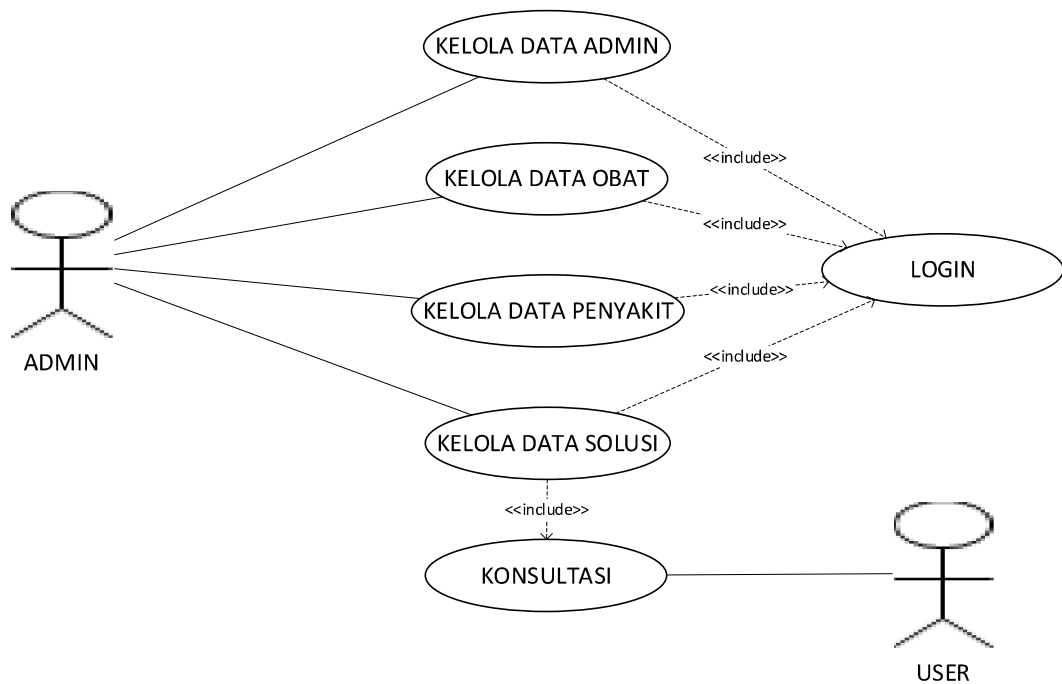 KELOLA DATA ADMIN
<<include>>
KELOLA DATA OBAT
<<include>>
LOGIN
<<include>>
KELOLA DATA PENYAKIT
<<include>>
ADMIN
KELOLA DATA SOLUSI
<<include>>
KONSULTASI
USER